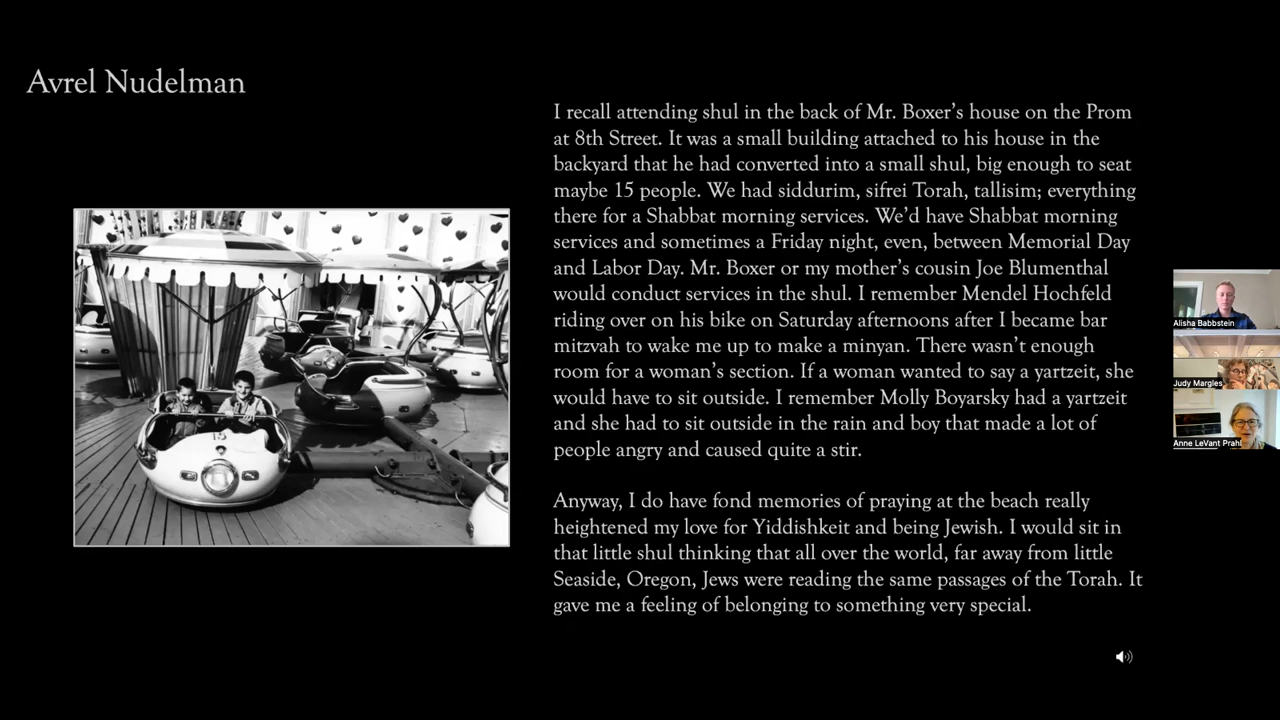 Avrel Nudelman
I recall attending shul in the back of Mr. Boxer's house on the Prom
at 8th Street. It was a small building attached to his house in the
backyard that he had converted into a small shul, big enough to seat
maybe 15 people. We had siddurim, sifrei Torah, tallisim; everything
there for a Shabbat morning services. We'd have Shabbat morning
services and sometimes a Friday night, even, between Memorial Day
and Labor Day. Mr. Boxer or my mother's cousin Joe Blumenthal
would conduct services in the shul. I remember Mendel Hochfeld
riding over on his bike on Saturday afternoons after I became bar
mitzvah to wake me up to make a minyan. There wasn't enough
room for a woman's section. If a woman wanted to say a yartzeit, she
would have to sit outside. I remember Molly Boyarsky had a yartzeit
and she had to sit outside in the rain and boy that made a lot of
people angry and caused quite a stir.
Anyway, I do have fond memories of praying at the beach really
heightened my love for Yiddishkeit and being Jewish. I would sit in
that little shul thinking that all over the world, far away from little
Seaside, Oregon, Jews were reading the same passages of the Torah. It
gave me a feeling of belonging to something very special.
Alisha Babbstein
Judy Margles
Anne LeVant Prahl